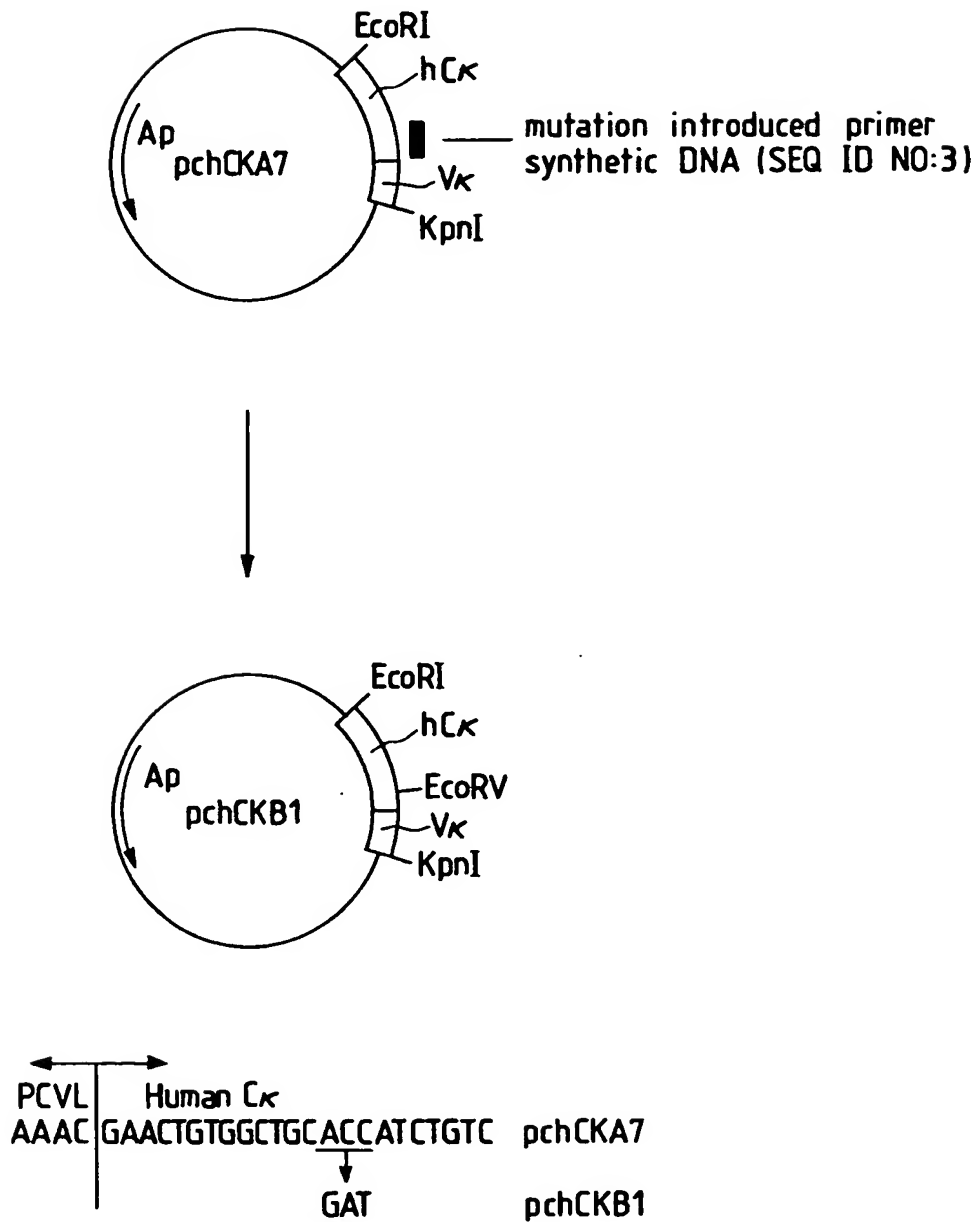 EcoRI
hCκ
Ap
pchCKA7
mutation introduced primer
synthetic DNA (SEQ ID NO:3)
Vκ
KpnI
EcoRI
hCκ
Ap
EcoRV
pchCKB1
Vκ
KpnI
PCVL Human Cκ
AAAC GAACTGTGGCTGCACCATCTGTC pchCKA7
GAT pchCKB1